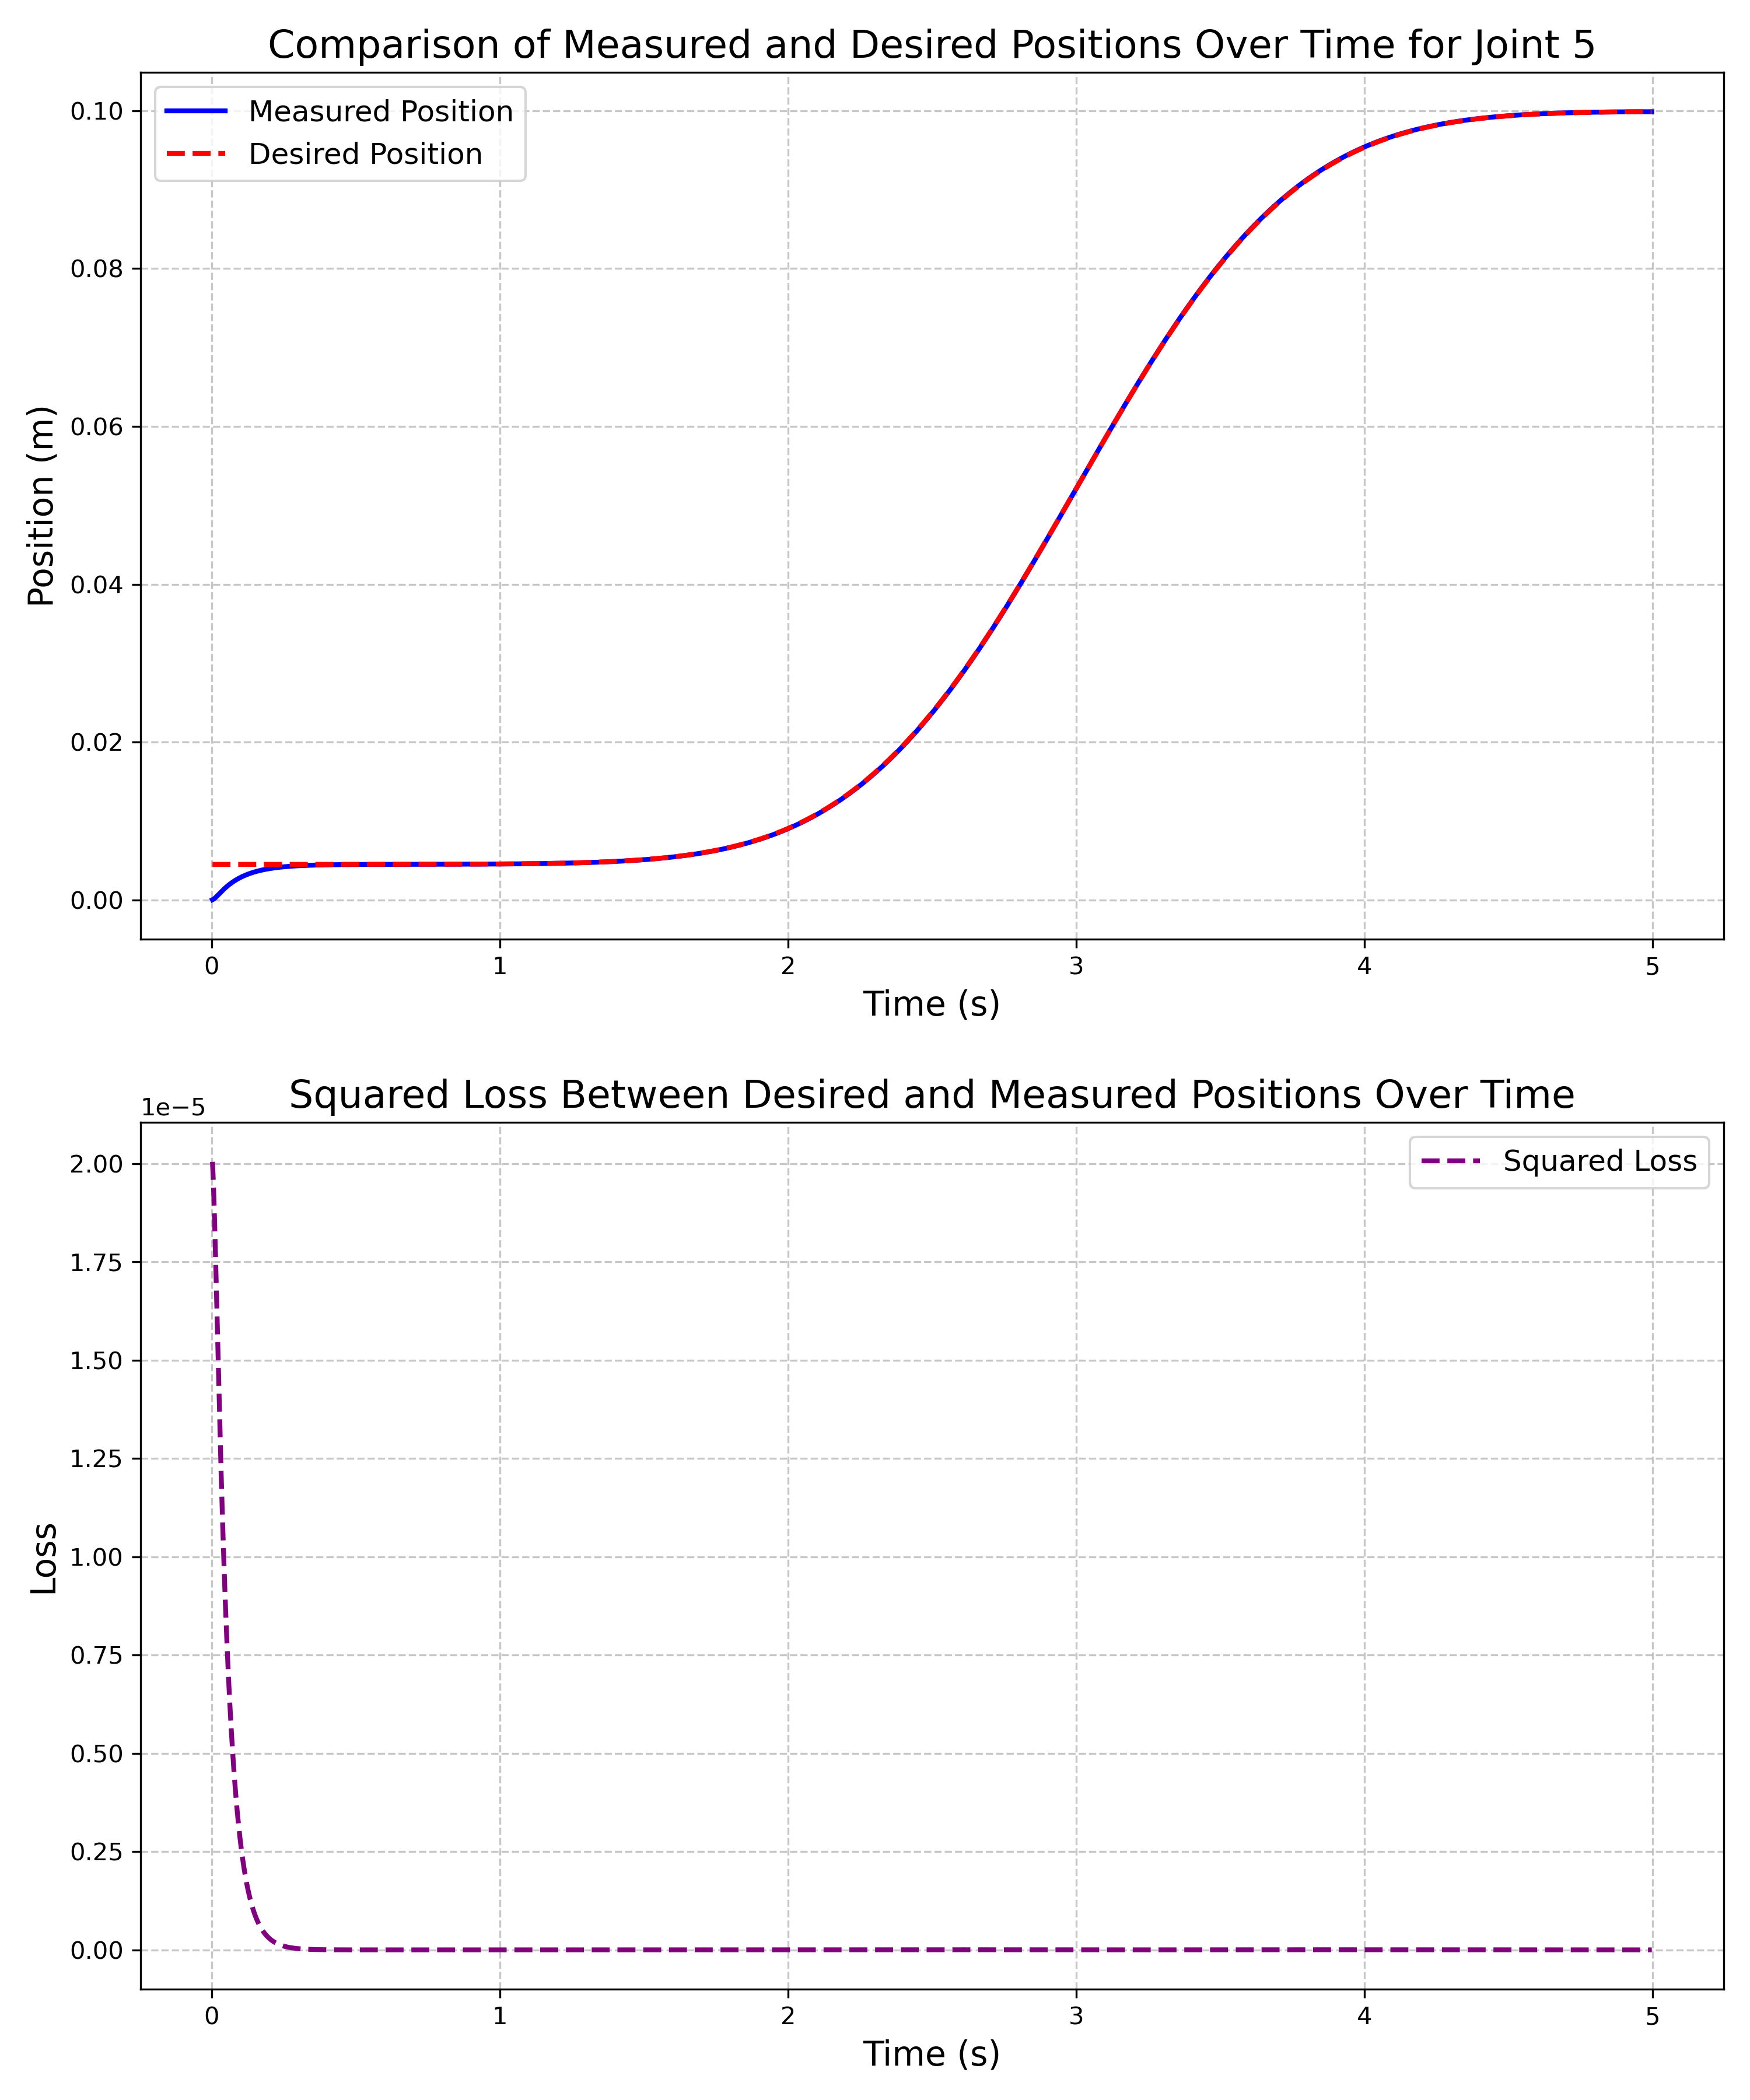 Comparison of Measured and Desired Positions Over Time for Joint 5
Measured Position
Desired Position
0.10
0.08
0.06
0.04
0.02
0.00
Position (m)
0 1 2 3 4 5
Time (s)
Squared Loss Between Desired and Measured Positions Over Time
1e−5
Squared Loss
2.00
1.75
1.50
1.25
1.00
0.75
0.50
0.25
0.00
Loss
0 1 2 3 4 5
Time (s)